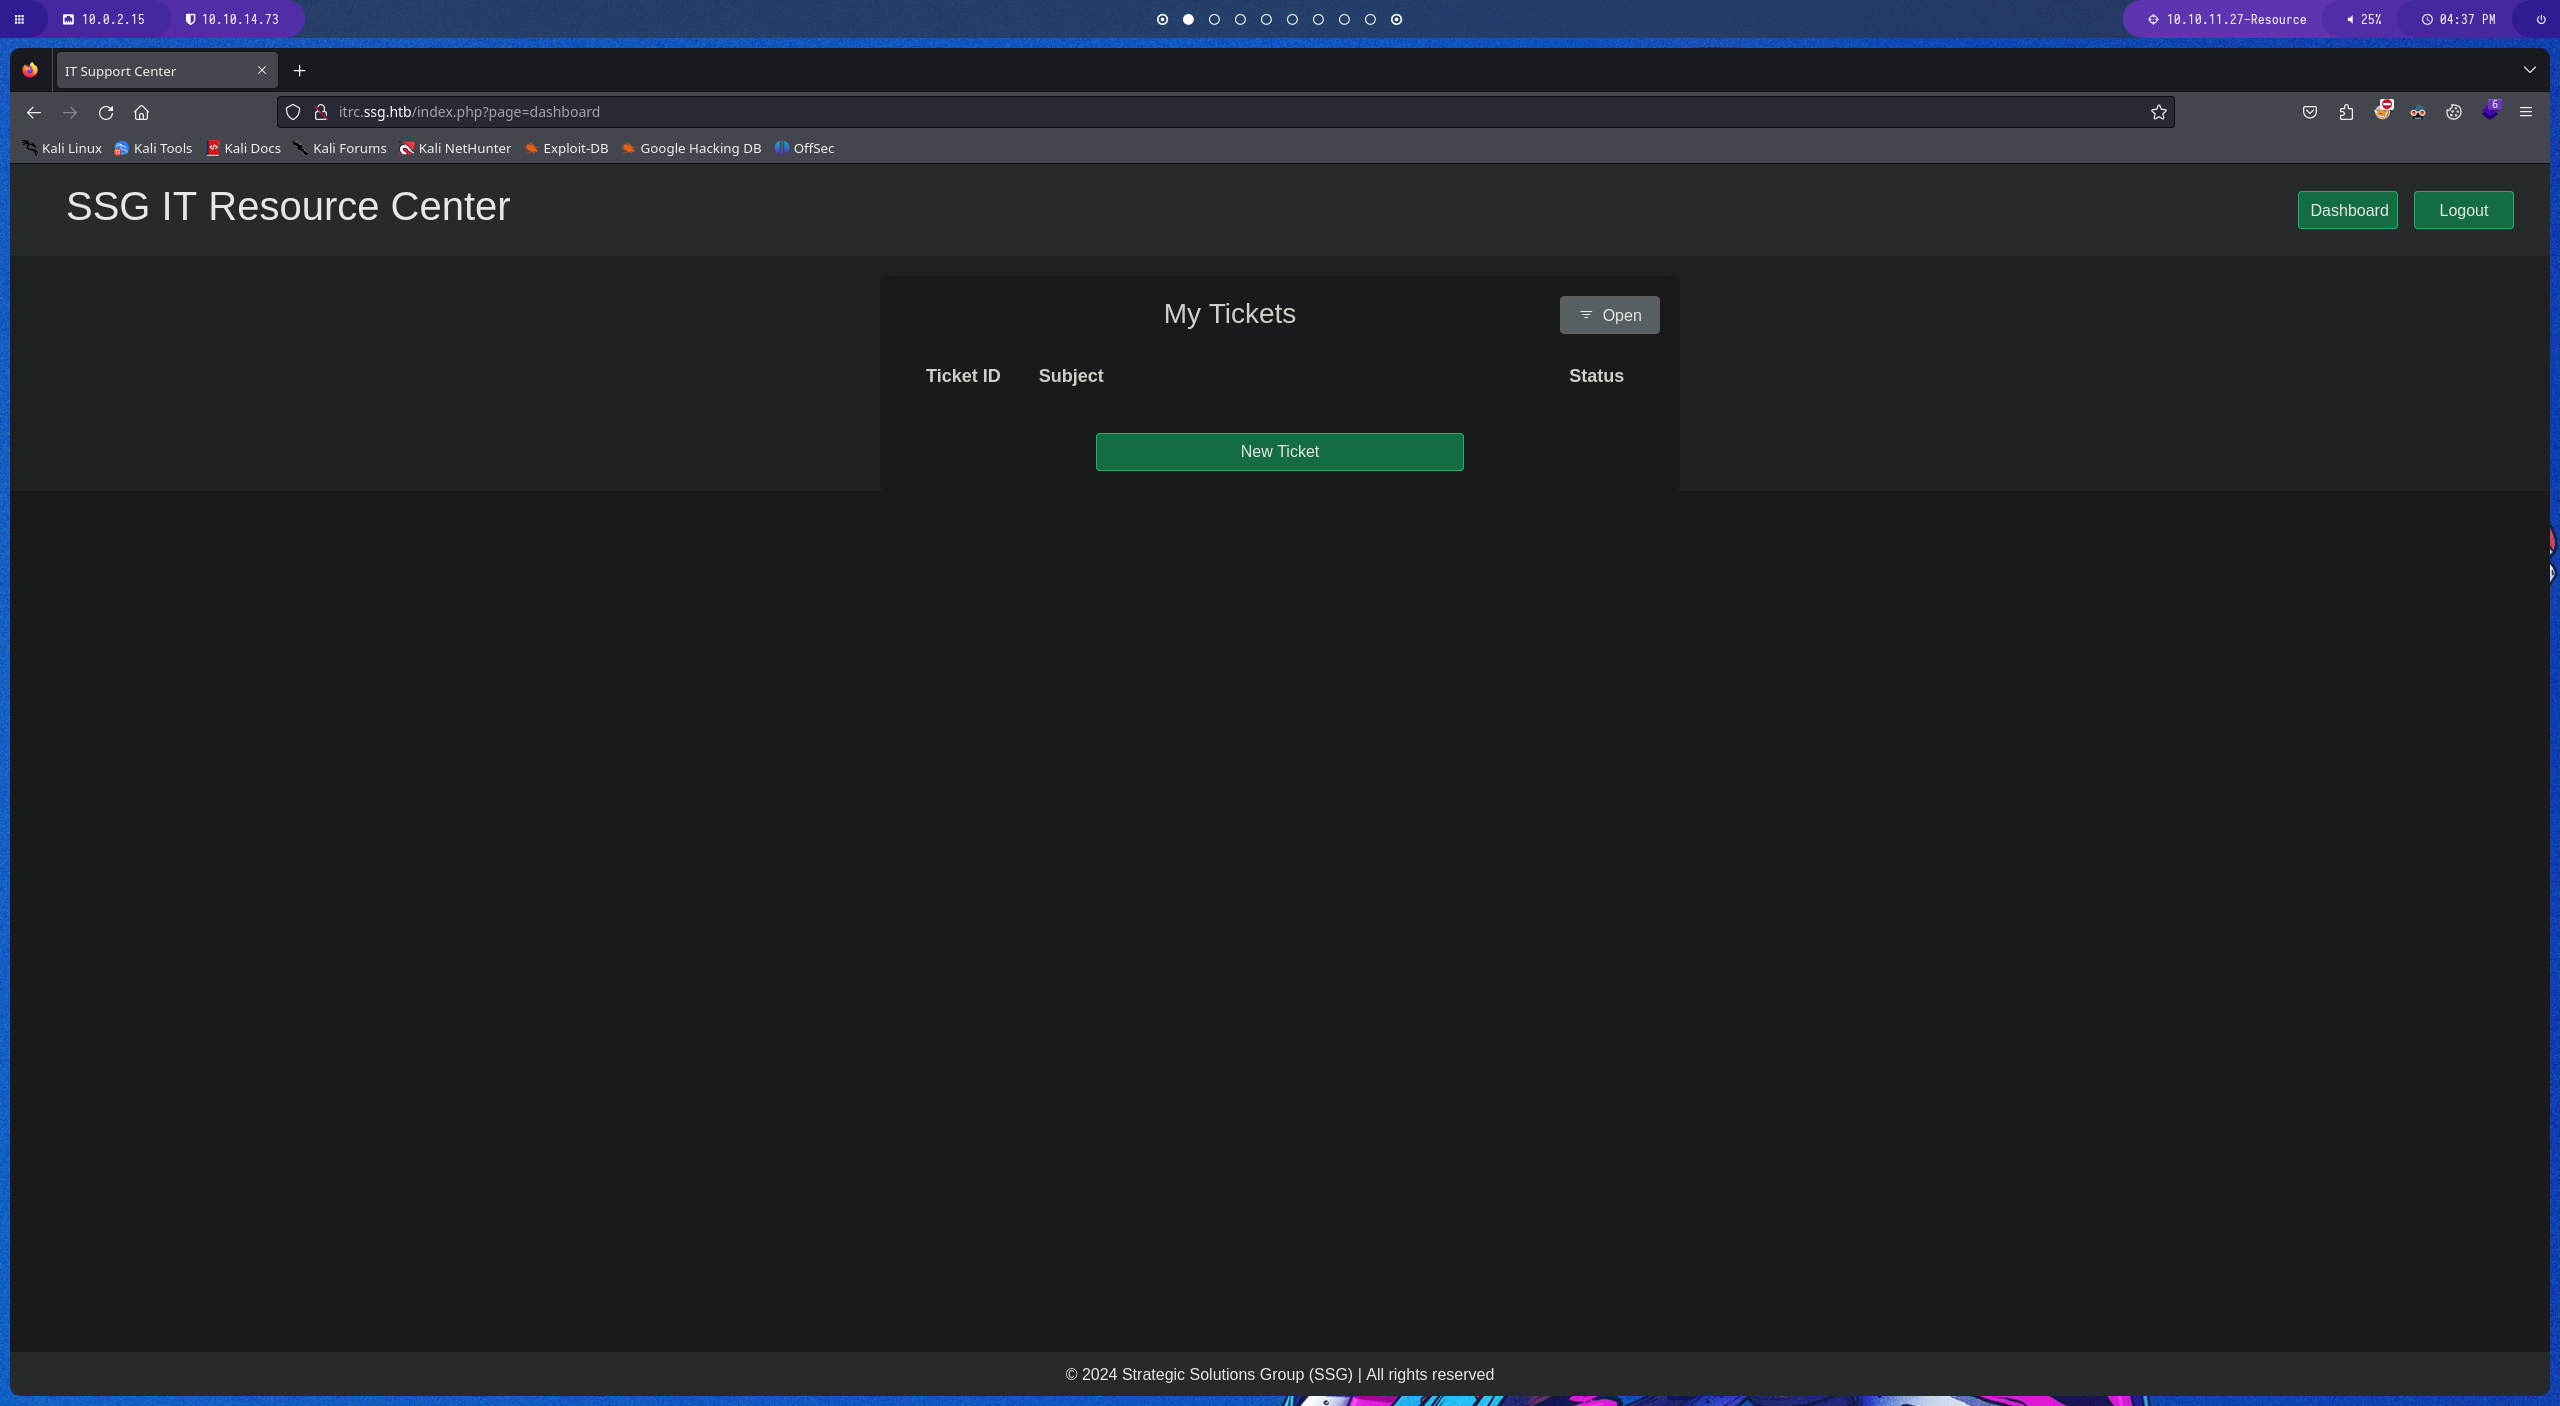 10.0.2.15 10.10.14.73 10.10.11.27-Resource 25% 04:37 PM
IT Support Center
itrc.ssg.htb/index.php?page=dashboard 6
Kali Linux Kali Tools Kali Docs Kali Forums Kali NetHunter Exploit-DB Google Hacking DB OffSec
SSG IT Resource Center Dashboard Logout
My Tickets Open
Ticket ID Subject Status
New Ticket
© 2024 Strategic Solutions Group (SSG) | All rights reserved